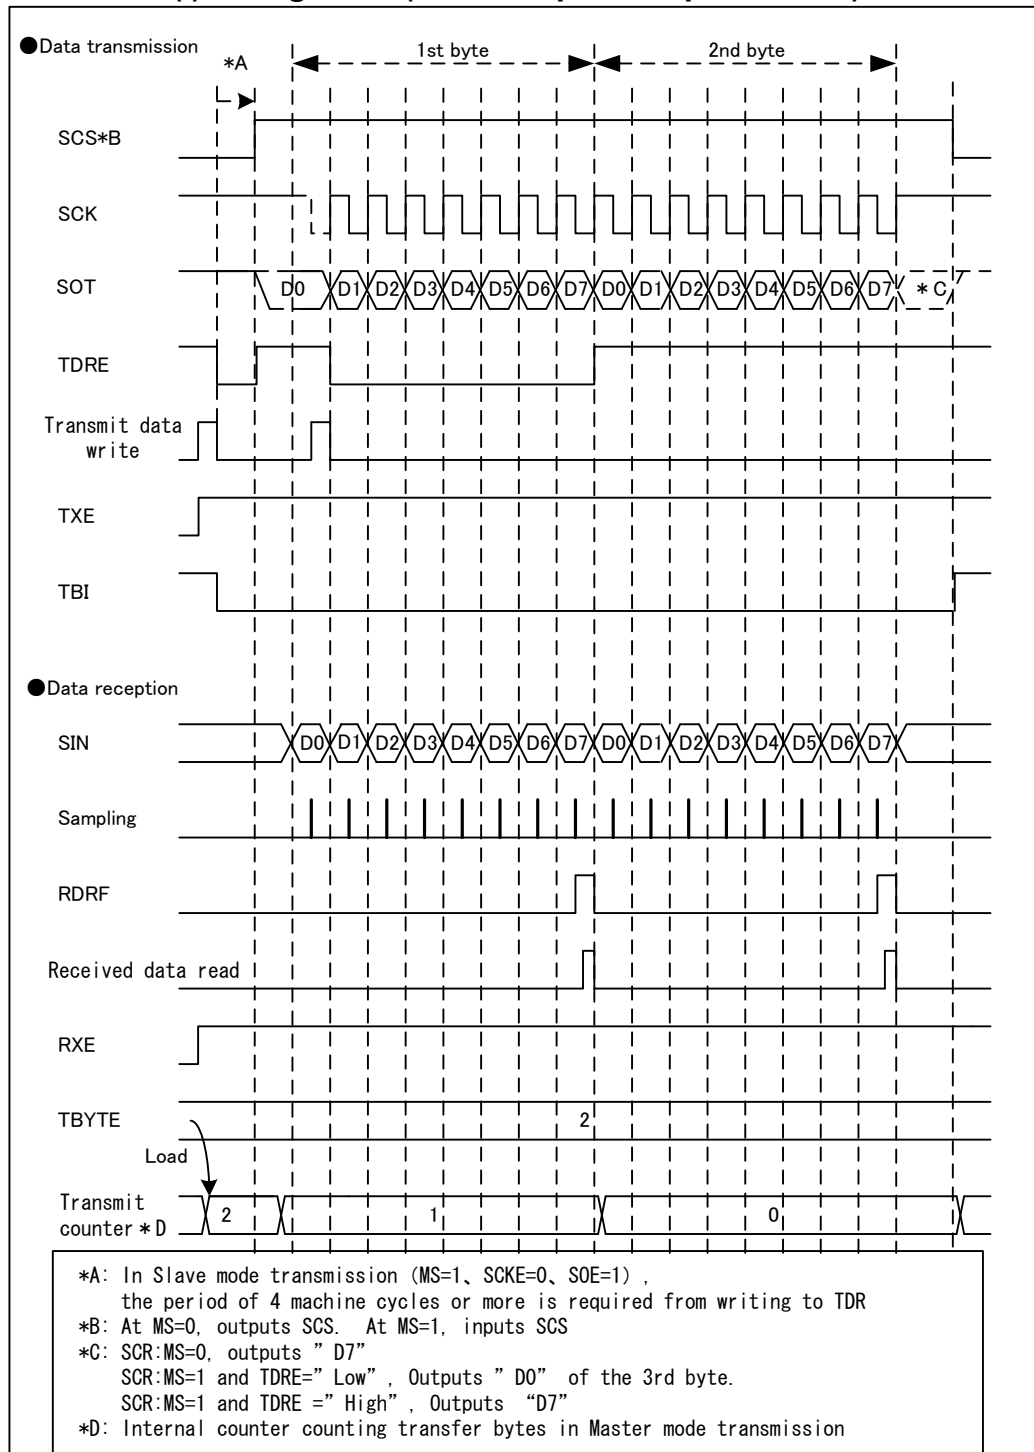 ●Data transmission
*A
1st byte
2nd byte
SCS*B
SCK
SOT
D0 D1 D2 D3 D4 D5 D6 D7 D0 D1 D2 D3 D4 D5 D6 D7 *C
TDRE
Transmit data
write
TXE
TBI
●Data reception
SIN
D0 D1 D2 D3 D4 D5 D6 D7 D0 D1 D2 D3 D4 D5 D6 D7
Sampling
RDRF
Received data read
RXE
TBYTE
2
Load
Transmit
counter *D
2 1 0
*A: In Slave mode transmission (MS=1、SCKE=0、SOE=1),
the period of 4 machine cycles or more is required from writing to TDR
*B: At MS=0, outputs SCS. At MS=1, inputs SCS
*C: SCR:MS=0, outputs ” D7”
SCR:MS=1 and TDRE=” Low” , Outputs ” D0” of the 3rd byte.
SCR:MS=1 and TDRE =” High” , Outputs “D7”
*D: Internal counter counting transfer bytes in Master mode transmission